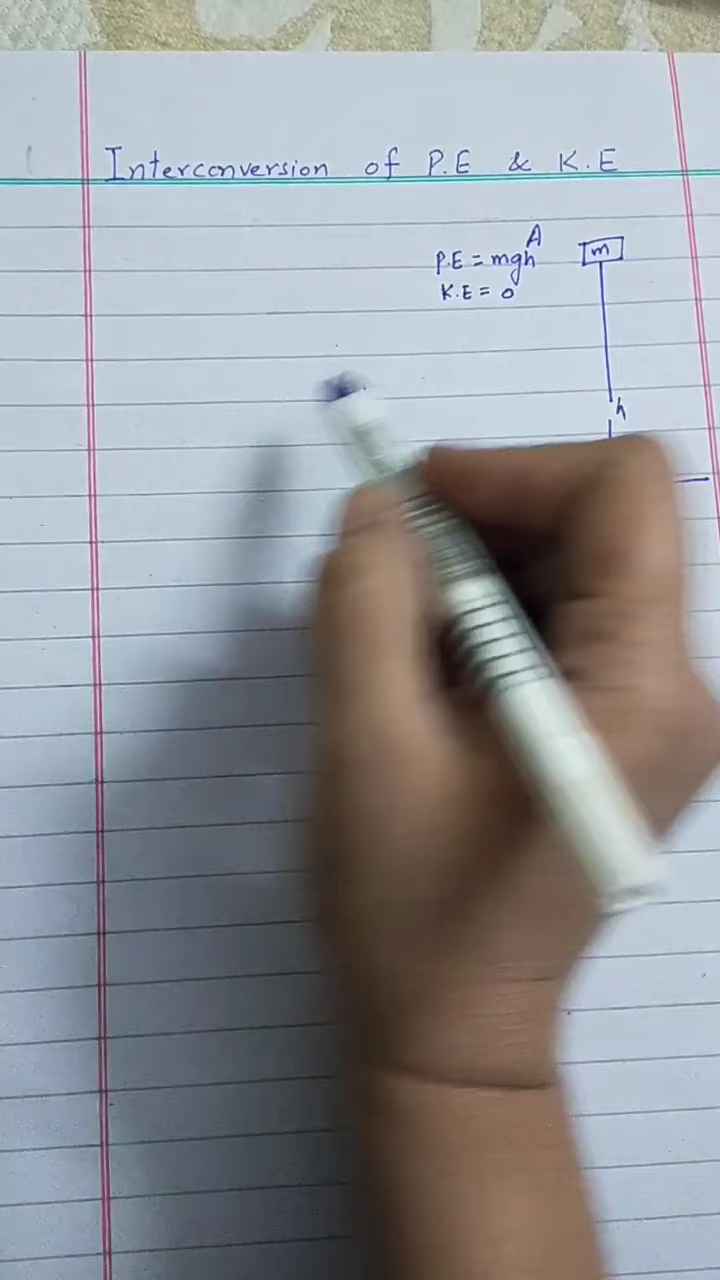 Interconversion of P.E & K.E
A
m
P.E = mgh
K.E = 0
h